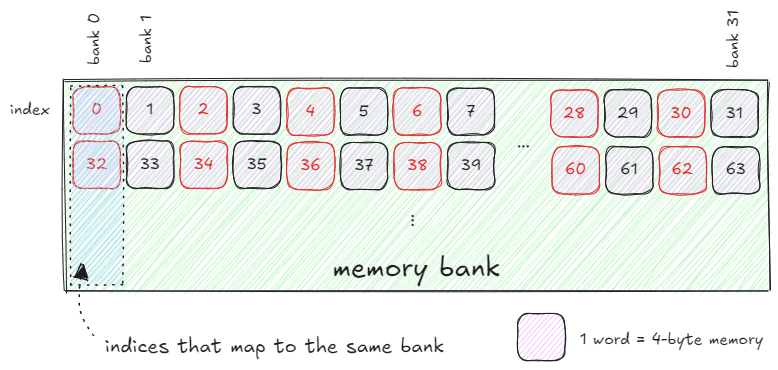 bank 0 bank 1 bank 31
index 0 1 2 3 4 5 6 7 ... 28 29 30 31
32 33 34 35 36 37 38 39 60 61 62 63
...
memory bank
indices that map to the same bank
1 word = 4-byte memory